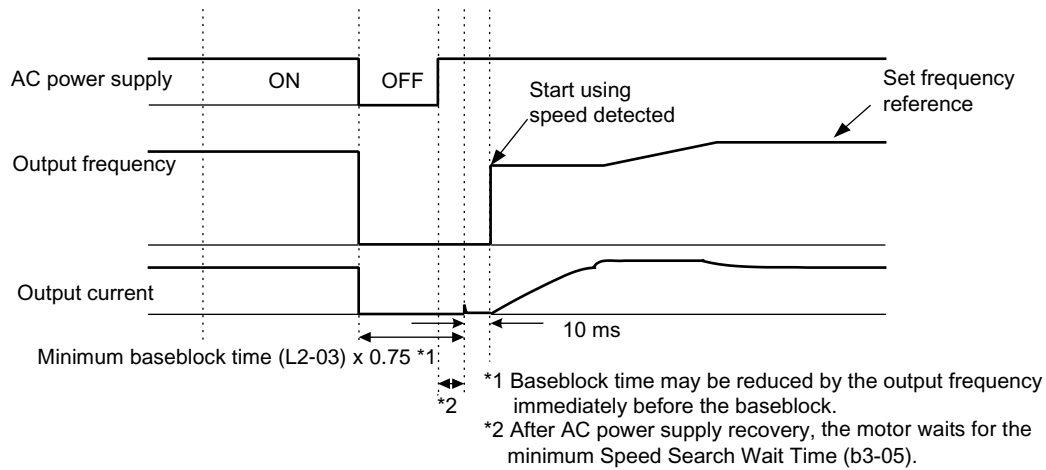 AC power supply
ON
OFF
Start using
speed detected
Set frequency
reference
Output frequency
Output current
10 ms
Minimum baseblock time (L2-03) x 0.75 *1
*2
*1 Baseblock time may be reduced by the output frequency
immediately before the baseblock.
*2 After AC power supply recovery, the motor waits for the
minimum Speed Search Wait Time (b3-05).